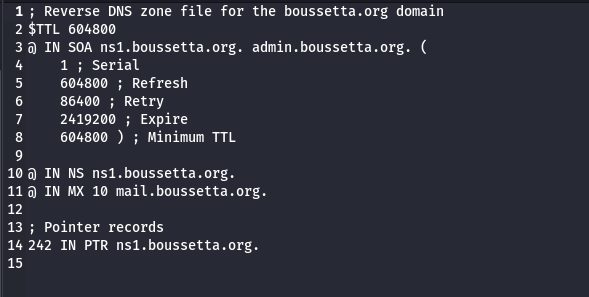 1 ; Reverse DNS zone file for the boussetta.org domain
2 $TTL 604800
3 @ IN SOA ns1.boussetta.org. admin.boussetta.org. (
4     1 ; Serial
5     604800 ; Refresh
6     86400 ; Retry
7     2419200 ; Expire
8     604800 ) ; Minimum TTL
9
10 @ IN NS ns1.boussetta.org.
11 @ IN MX 10 mail.boussetta.org.
12
13 ; Pointer records
14 242 IN PTR ns1.boussetta.org.
15